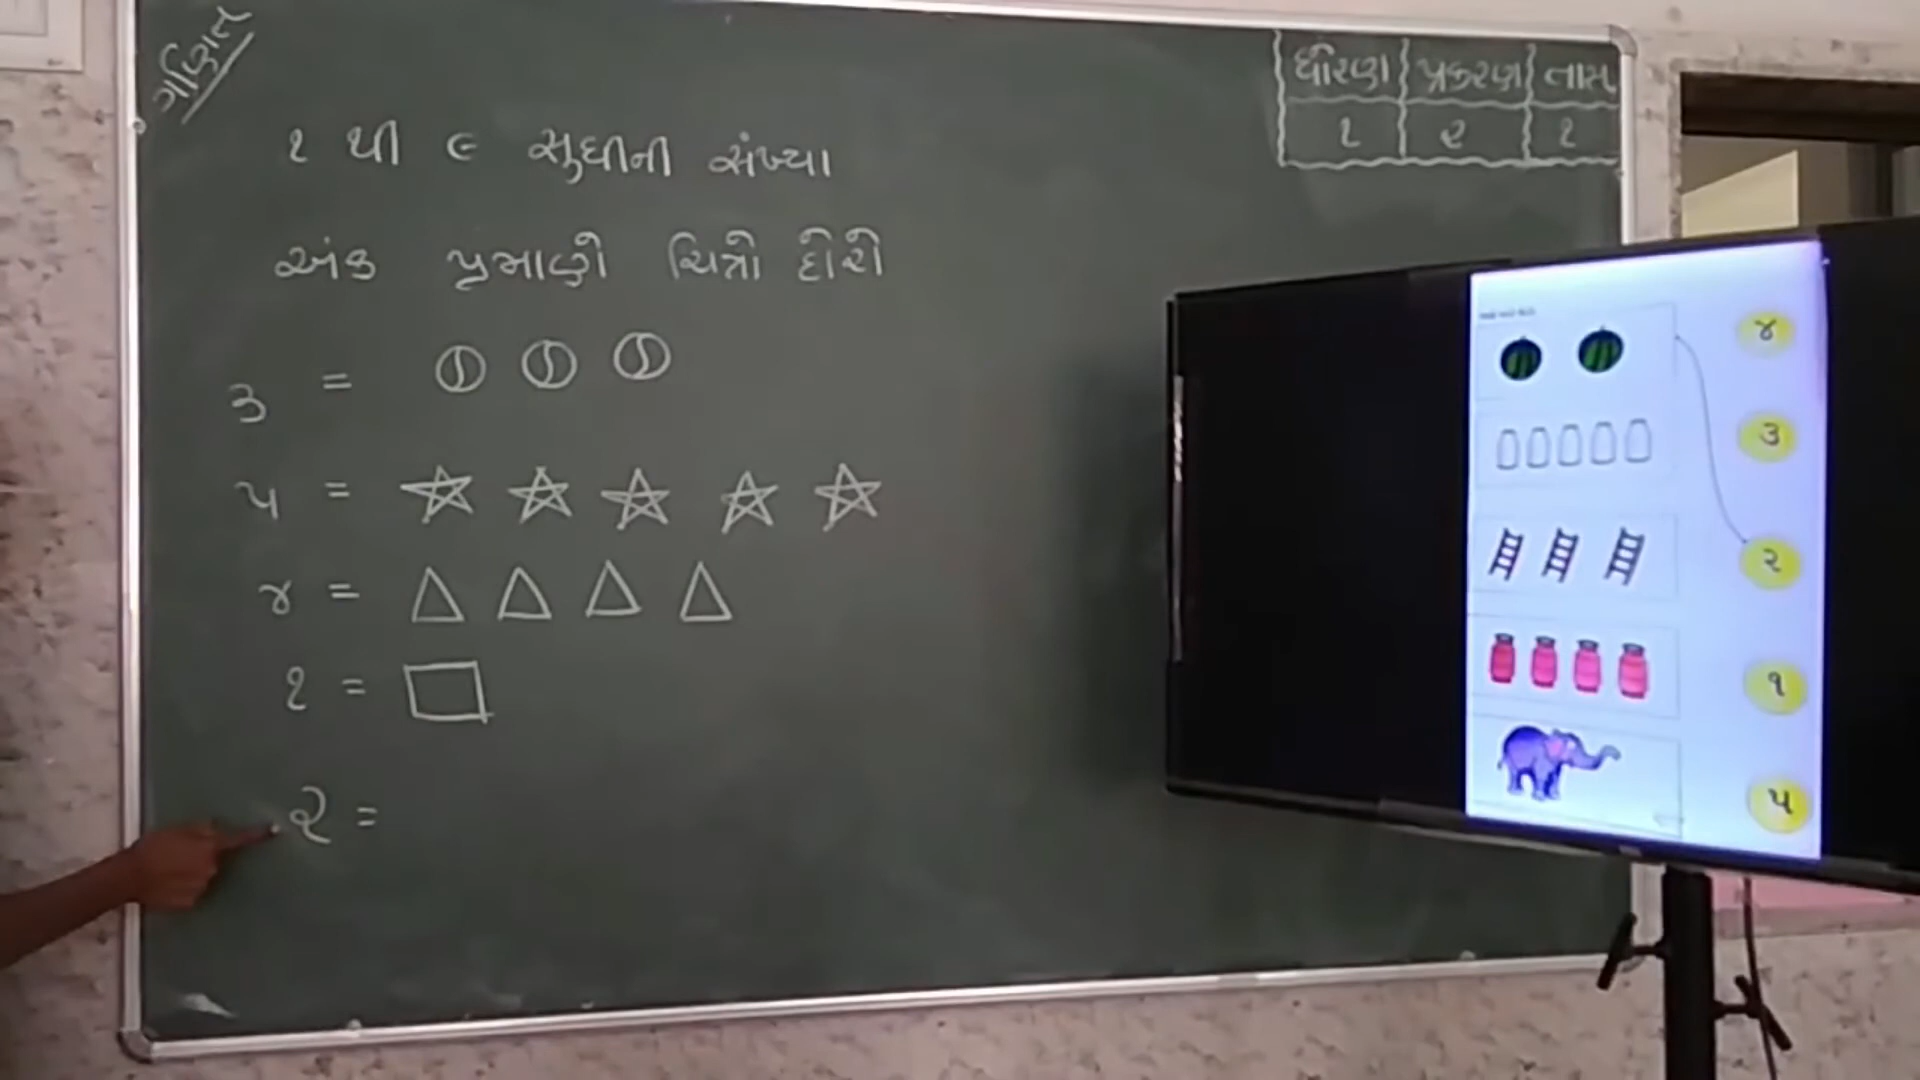 ગણિત
ધોરણ પ્રકરણ તાસ
૧ ૨ ૧
૧ થી ૯ સુધીની સંખ્યા
અંક પ્રમાણે ચિત્રો દોરો
૩ =
૫ =
૪ =
૧ =
૨ =
૪
૩
૨
૧
૫